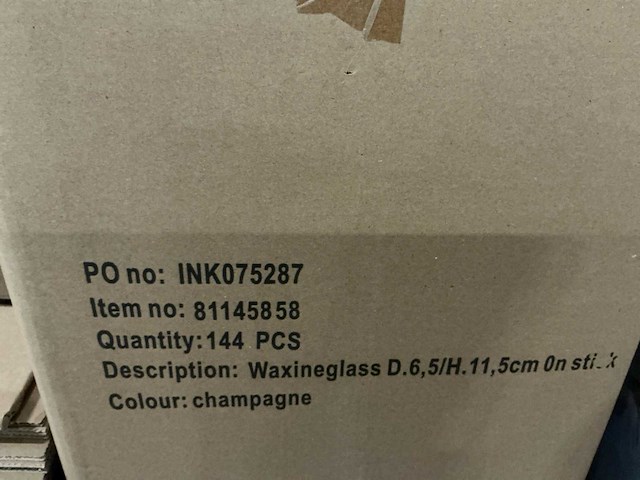 PO no: INK075287
Item no: 81145858
Quantity:144 PCS
Description: Waxineglass D.6,5/H.11,5cm 0n
Colour: champagne